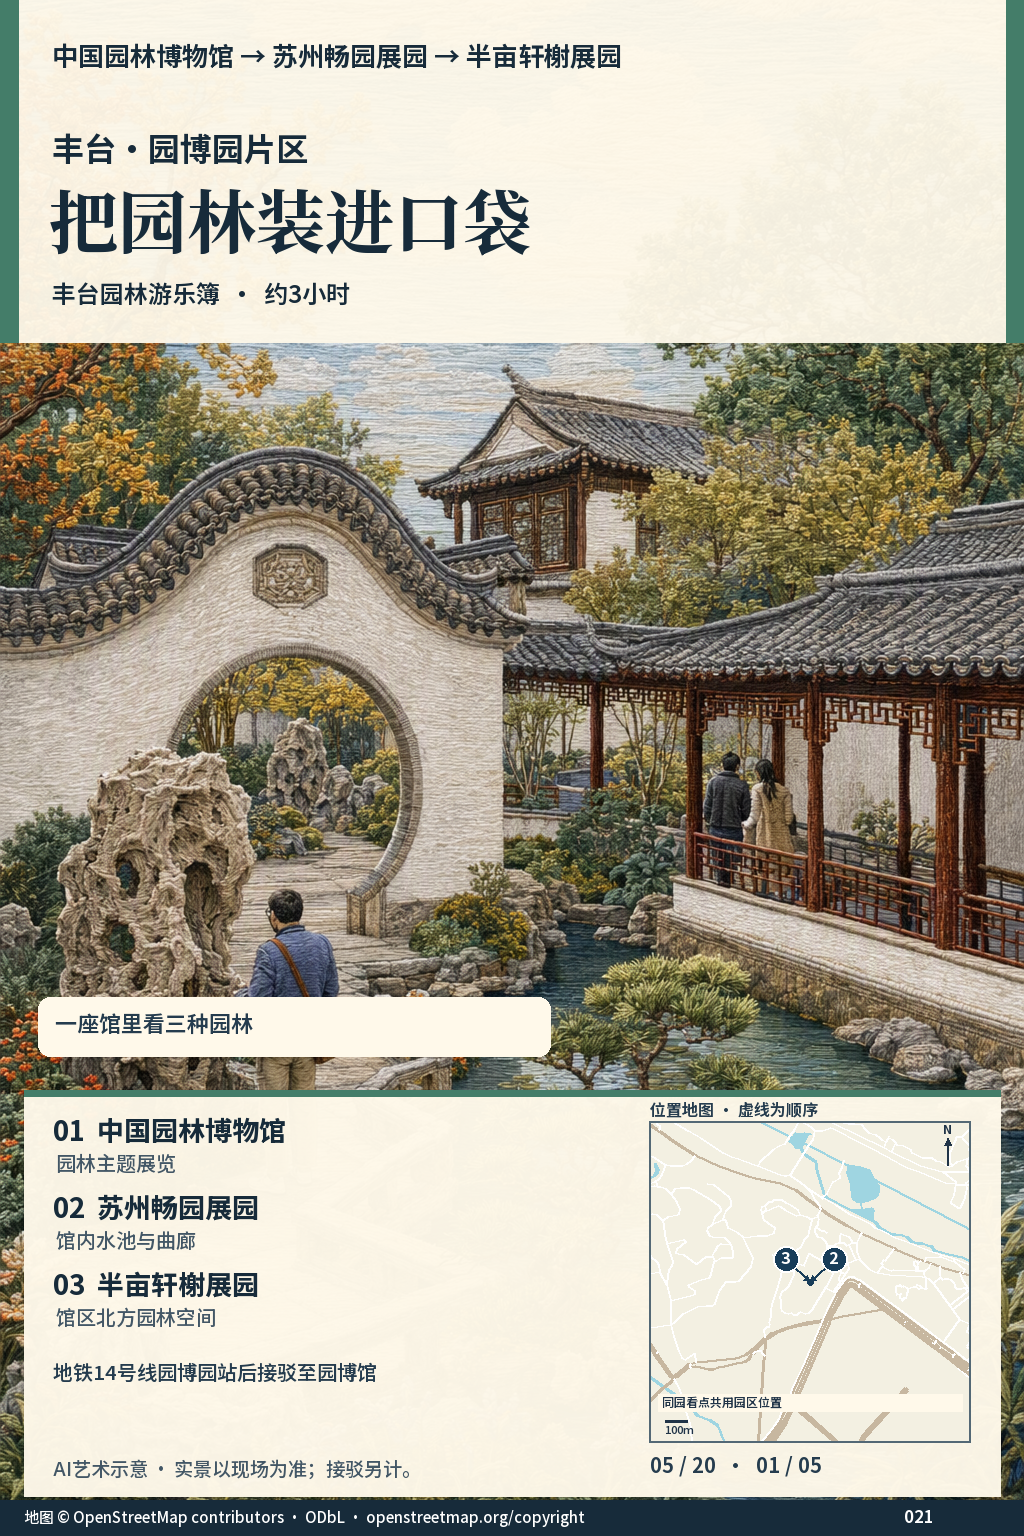 中国园林博物馆 → 苏州畅园展园 → 半亩轩榭展园
丰台·园博园片区
把园林装进口袋
丰台园林游乐簿 · 约3小时
一座馆里看三种园林
01 中国园林博物馆
园林主题展览
02 苏州畅园展园
馆内水池与曲廊
03 半亩轩榭展园
馆区北方园林空间
地铁14号线园博园站后接驳至园博馆
AI艺术示意 · 实景以现场为准；接驳另计。
位置地图 · 虚线为顺序
N
3 2
同园看点共用园区位置
100m
05 / 20 · 01 / 05
地图 © OpenStreetMap contributors · ODbL · openstreetmap.org/copyright
021